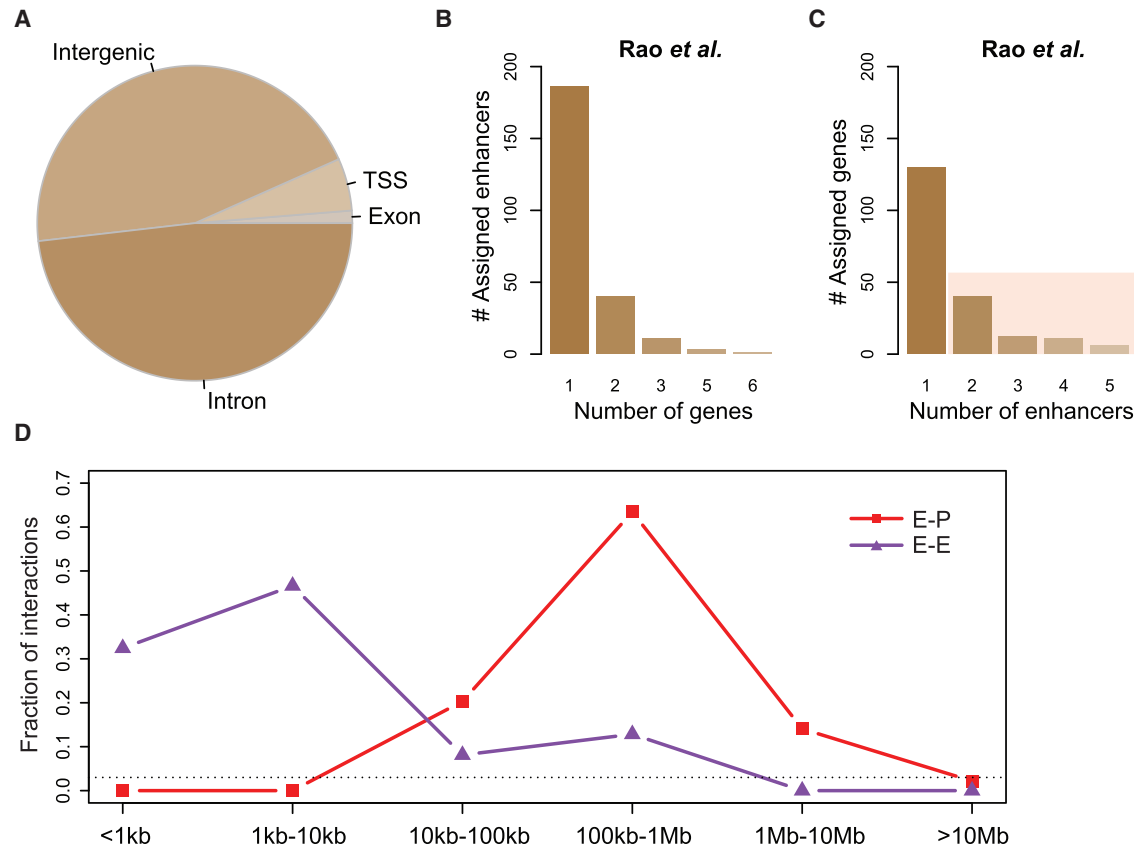 A
Intergenic
TSS
Exon
Intron
B
Rao et al.
# Assigned enhancers
200
150
100
50
0
1 2 3 5 6
Number of genes
C
Rao et al.
# Assigned genes
200
150
100
50
0
1 2 3 4 5
Number of enhancers
D
Fraction of interactions
0.7
0.6
0.5
0.4
0.3
0.2
0.1
0.0
E-P
E-E
<1kb 1kb-10kb 10kb-100kb 100kb-1Mb 1Mb-10Mb >10Mb